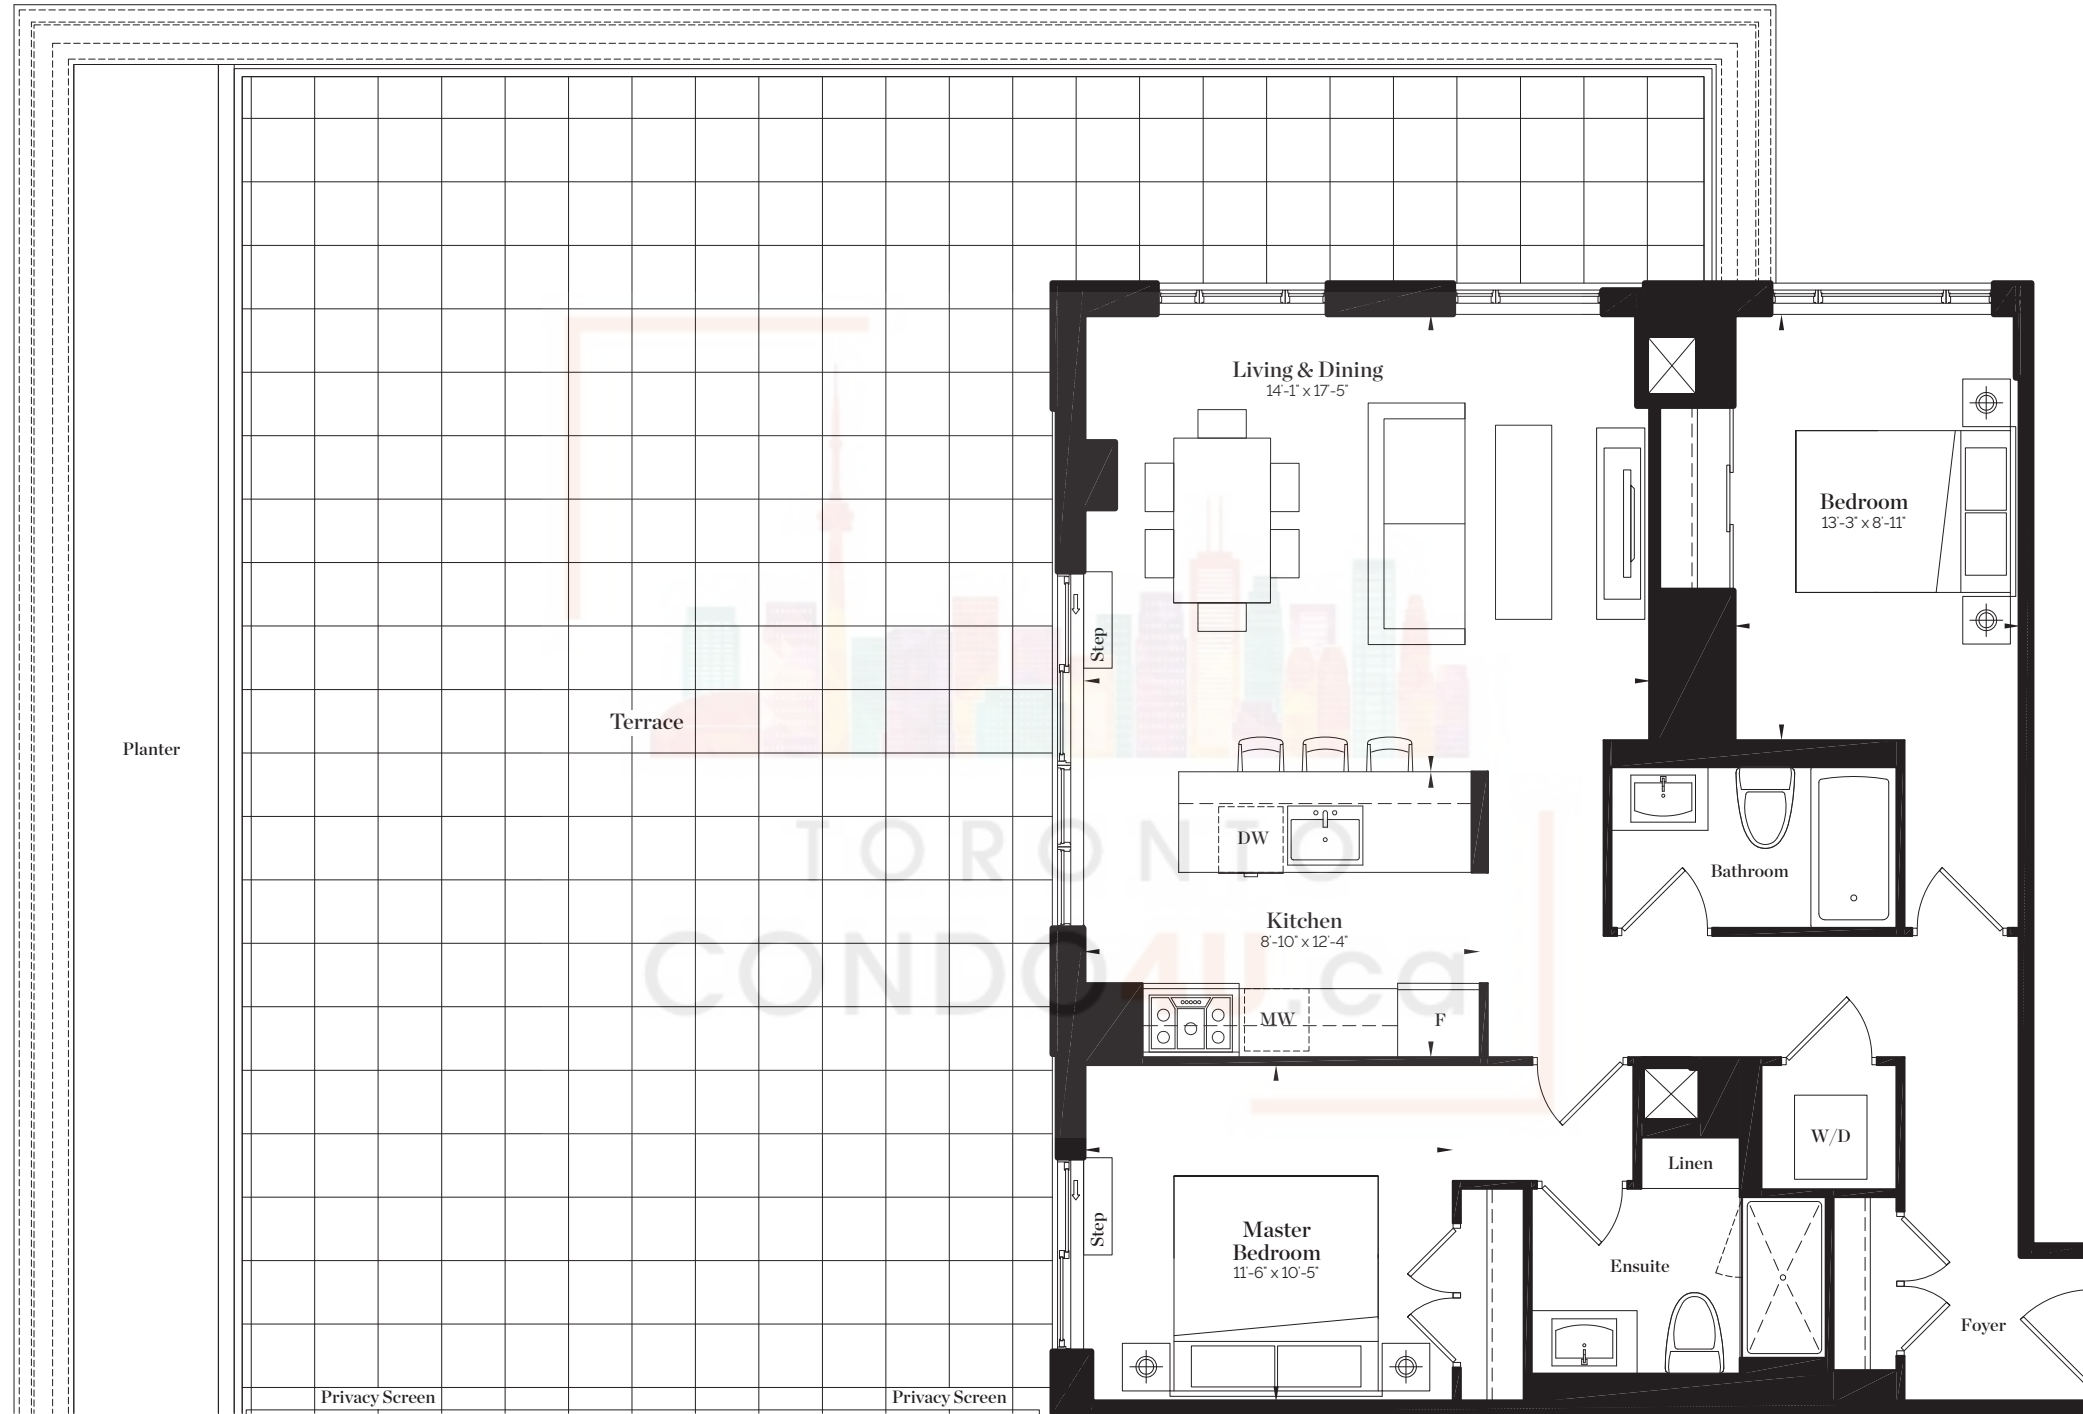 Living & Dining
14'-1" x 17'-5"
Bedroom
13'-3" x 8'-11"
Step
Terrace
Planter
TORONTO
CONDO4U.ca
DW
Bathroom
Kitchen
8'-10" x 12'-4"
MW
F
W/D
Linen
Step
Master
Bedroom
11'-6" x 10'-5"
Ensuite
Foyer
Privacy Screen
Privacy Screen